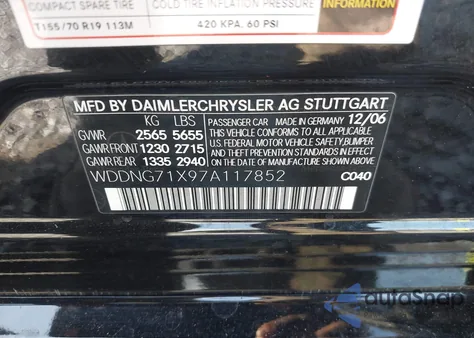 COMPACT SPARE TIRE COLD TIRE INFLATION PRESSURE INFORMATION
T155/70 R19 113M 420 KPA, 60 PSI
MFD BY DAIMLERCHRYSLER AG STUTTGART
KG LBS PASSENGER CAR MADE IN GERMANY 12/06
GVWR 2565 5655 THIS VEHICLE CONFORMS TO ALL APPLICABLE
GAWR FRONT 1230 2715 U.S. FEDERAL MOTOR VEHICLE SAFETY, BUMPER
GAWR REAR 1335 2940 AND THEFT PREVENTION STANDARDS IN EFFECT
ON THE DATE OF MANUFACTURE SHOWN ABOVE.
WDDNG71X97A117852 C040
autoSnap